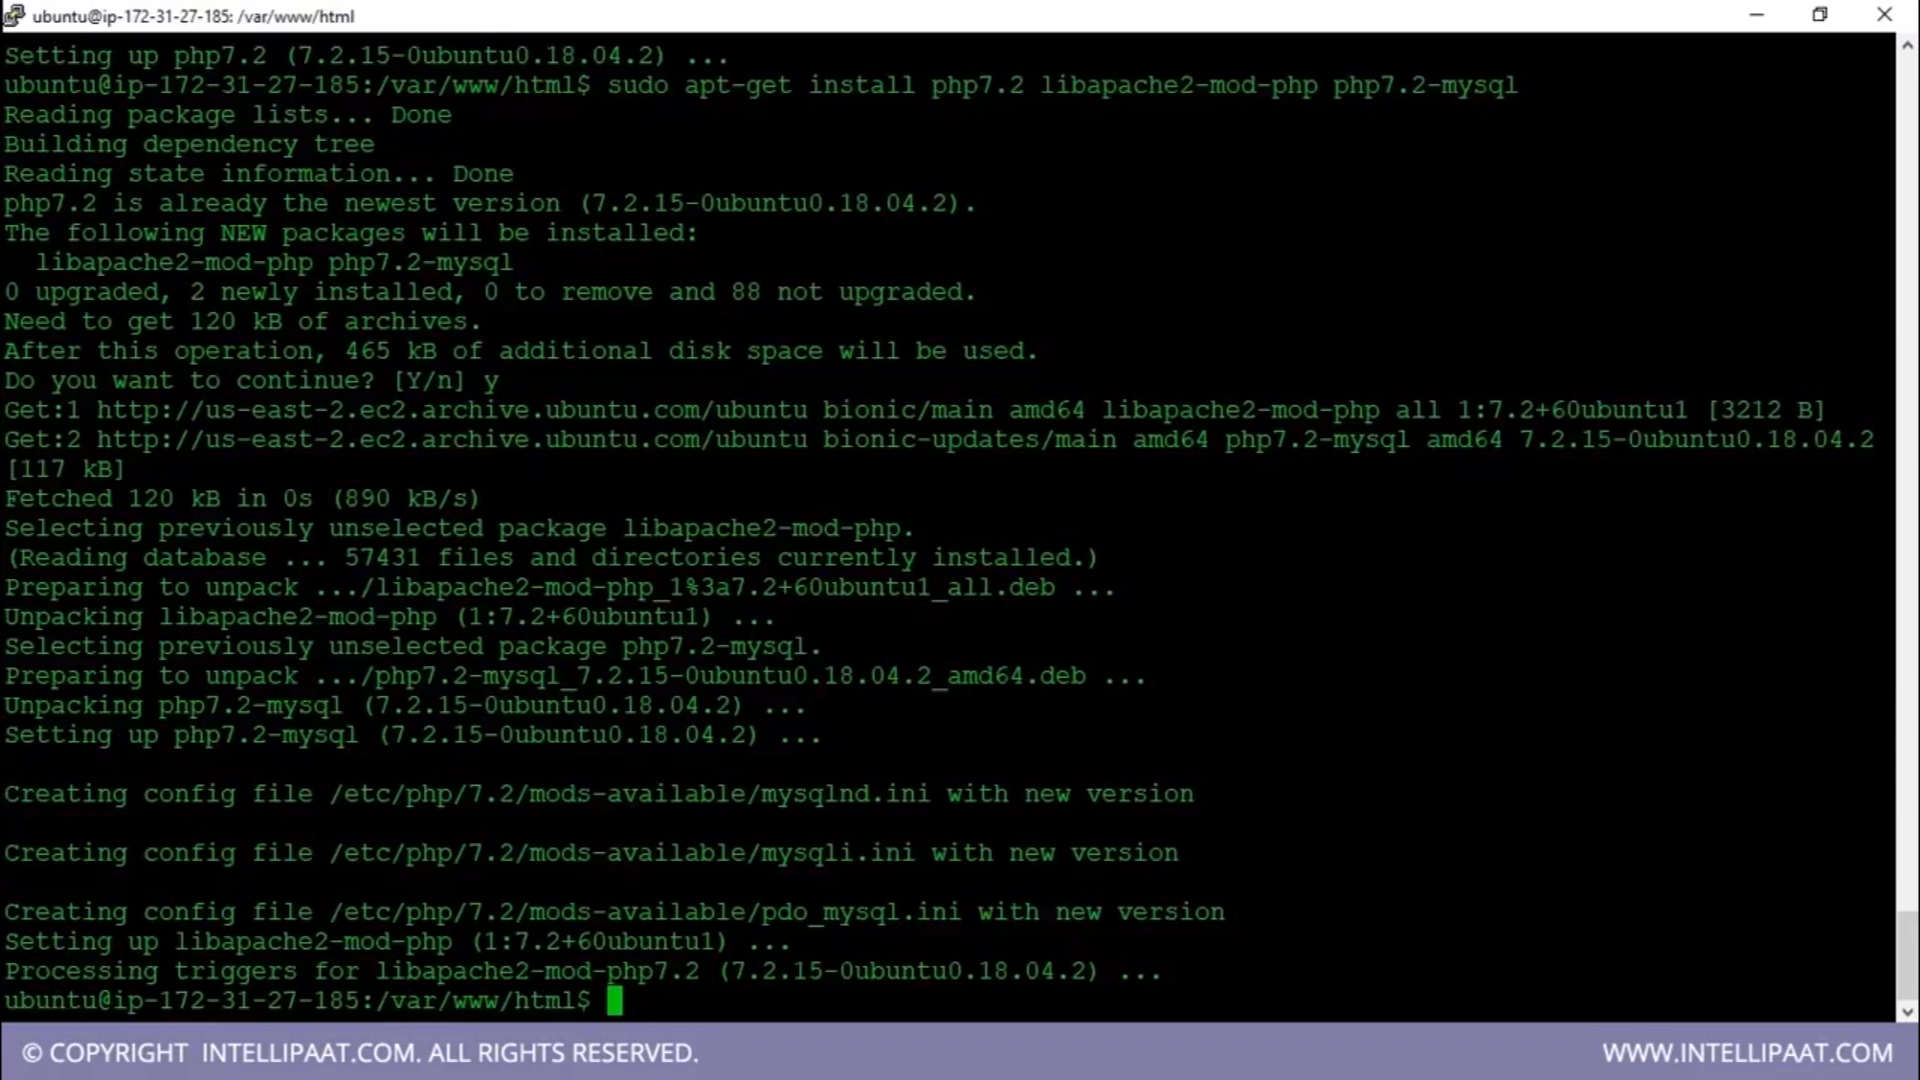 ubuntu@ip-172-31-27-185: /var/www/html
Setting up php7.2 (7.2.15-0ubuntu0.18.04.2) ...
ubuntu@ip-172-31-27-185:/var/www/html$ sudo apt-get install php7.2 libapache2-mod-php php7.2-mysql
Reading package lists... Done
Building dependency tree
Reading state information... Done
php7.2 is already the newest version (7.2.15-0ubuntu0.18.04.2).
The following NEW packages will be installed:
  libapache2-mod-php php7.2-mysql
0 upgraded, 2 newly installed, 0 to remove and 88 not upgraded.
Need to get 120 kB of archives.
After this operation, 465 kB of additional disk space will be used.
Do you want to continue? [Y/n] y
Get:1 http://us-east-2.ec2.archive.ubuntu.com/ubuntu bionic/main amd64 libapache2-mod-php all 1:7.2+60ubuntu1 [3212 B]
Get:2 http://us-east-2.ec2.archive.ubuntu.com/ubuntu bionic-updates/main amd64 php7.2-mysql amd64 7.2.15-0ubuntu0.18.04.2
[117 kB]
Fetched 120 kB in 0s (890 kB/s)
Selecting previously unselected package libapache2-mod-php.
(Reading database ... 57431 files and directories currently installed.)
Preparing to unpack .../libapache2-mod-php_1%3a7.2+60ubuntu1_all.deb ...
Unpacking libapache2-mod-php (1:7.2+60ubuntu1) ...
Selecting previously unselected package php7.2-mysql.
Preparing to unpack .../php7.2-mysql_7.2.15-0ubuntu0.18.04.2_amd64.deb ...
Unpacking php7.2-mysql (7.2.15-0ubuntu0.18.04.2) ...
Setting up php7.2-mysql (7.2.15-0ubuntu0.18.04.2) ...
Creating config file /etc/php/7.2/mods-available/mysqlnd.ini with new version
Creating config file /etc/php/7.2/mods-available/mysqli.ini with new version
Creating config file /etc/php/7.2/mods-available/pdo_mysql.ini with new version
Setting up libapache2-mod-php (1:7.2+60ubuntu1) ...
Processing triggers for libapache2-mod-php7.2 (7.2.15-0ubuntu0.18.04.2) ...
ubuntu@ip-172-31-27-185:/var/www/html$
© COPYRIGHT INTELLIPAAT.COM. ALL RIGHTS RESERVED.
WWW.INTELLIPAAT.COM